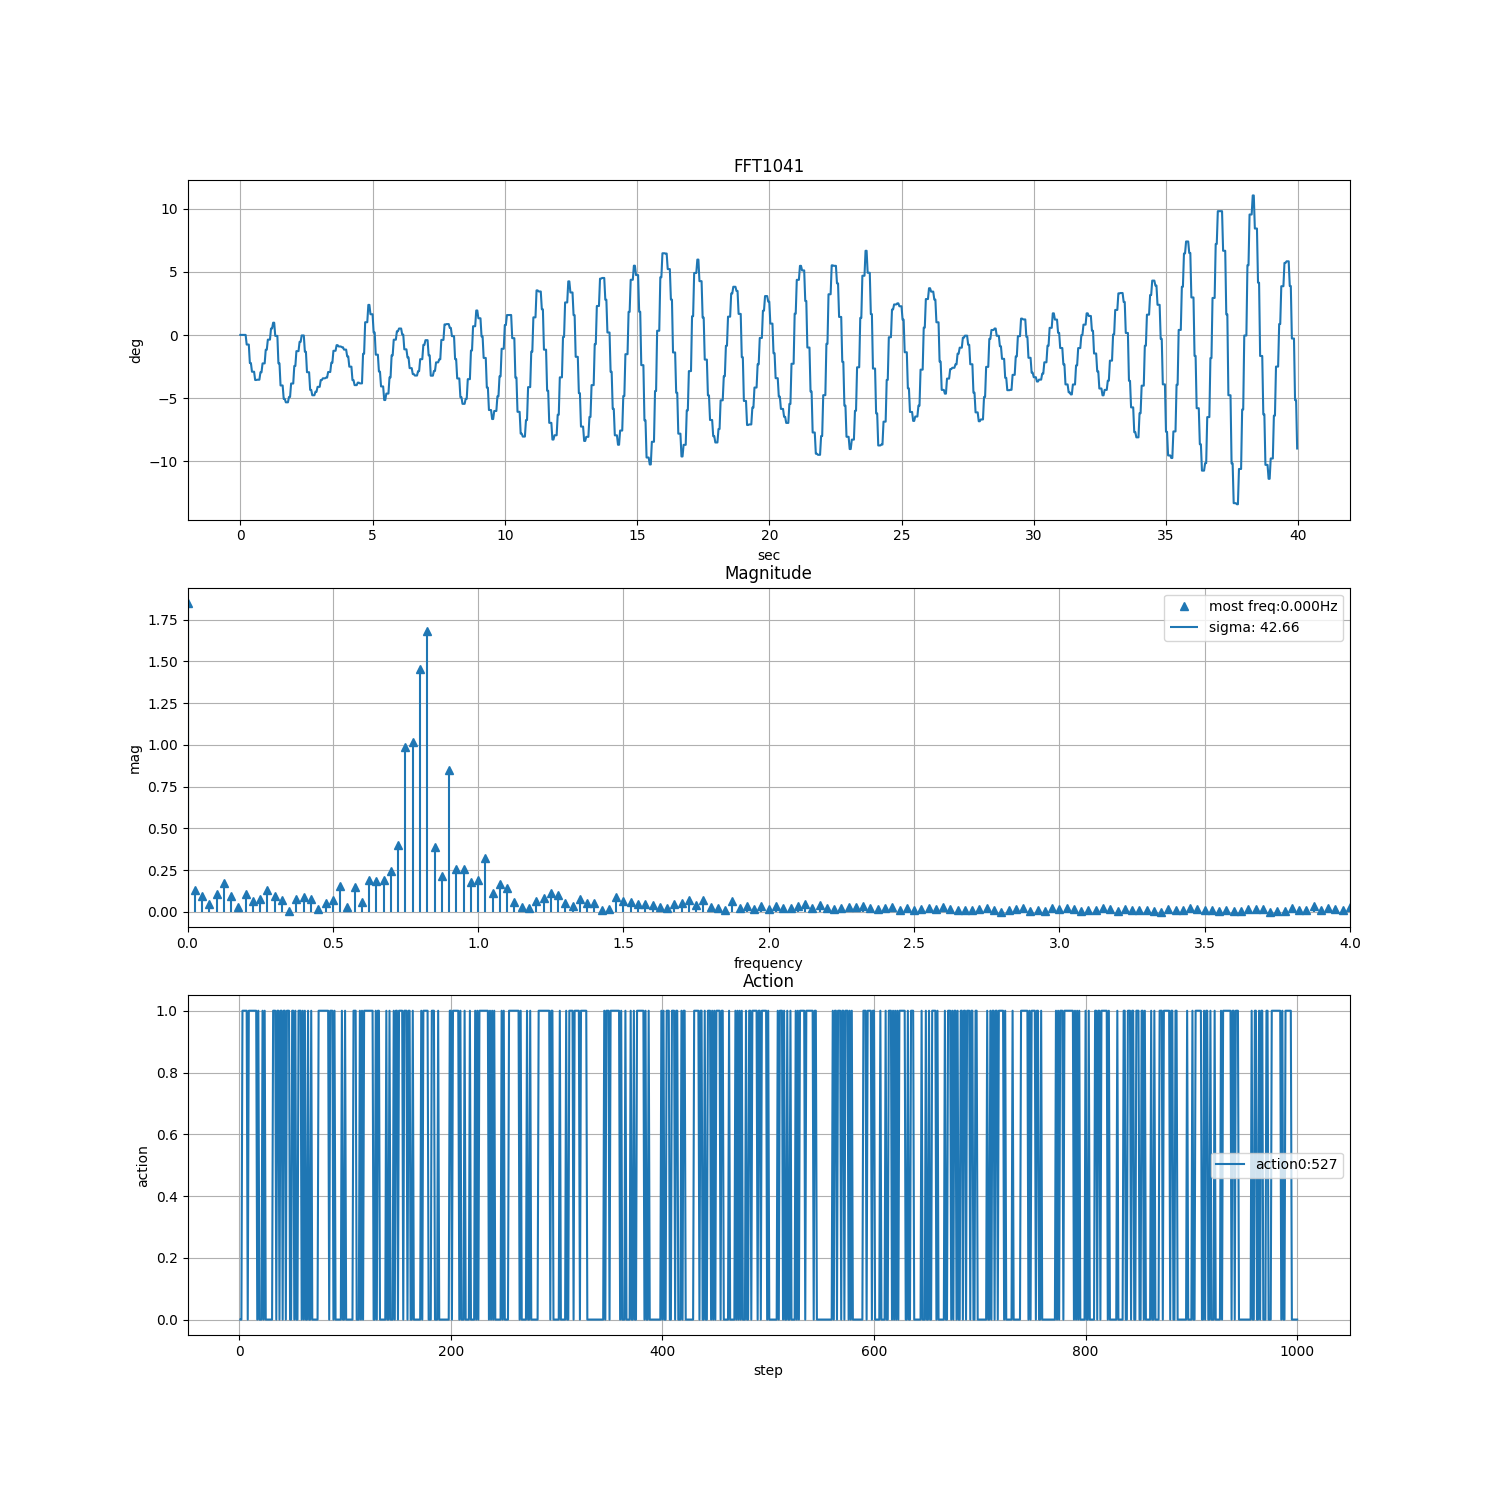 FFT1041
10
5
0
−5
−10
deg
0 5 10 15 20 25 30 35 40
sec
Magnitude
most freq:0.000Hz
sigma: 42.66
1.75
1.50
1.25
1.00
0.75
0.50
0.25
0.00
mag
0.0 0.5 1.0 1.5 2.0 2.5 3.0 3.5 4.0
frequency
Action
1.0
0.8
0.6
0.4
0.2
0.0
action
action0:527
0 200 400 600 800 1000
step